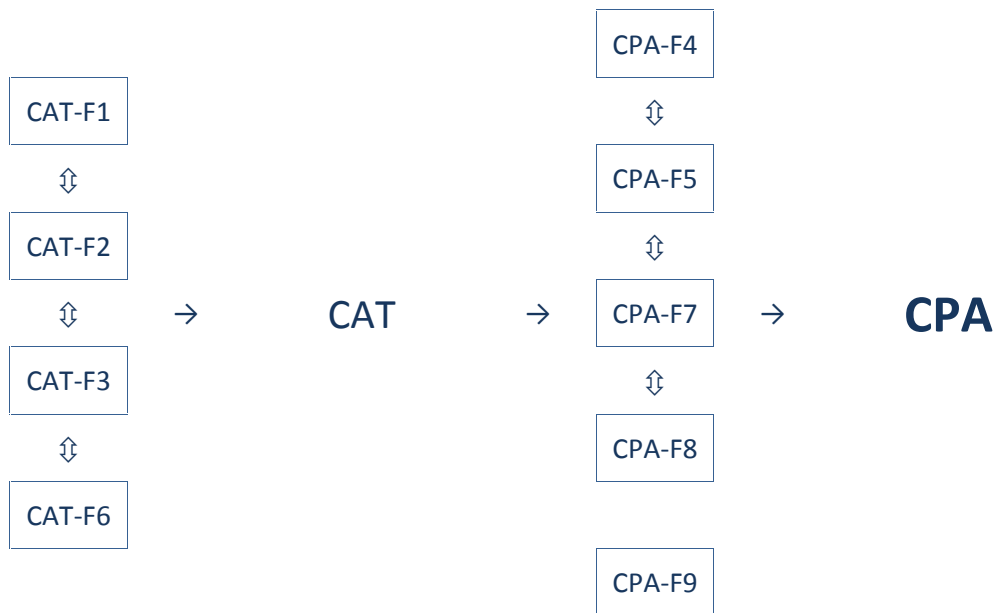 CAT-F1
⇳
CAT-F2
⇳
CAT-F3
⇳
CAT-F6
→
CAT
→
CPA-F4
⇳
CPA-F5
⇳
CPA-F7
⇳
CPA-F8
CPA-F9
→
CPA